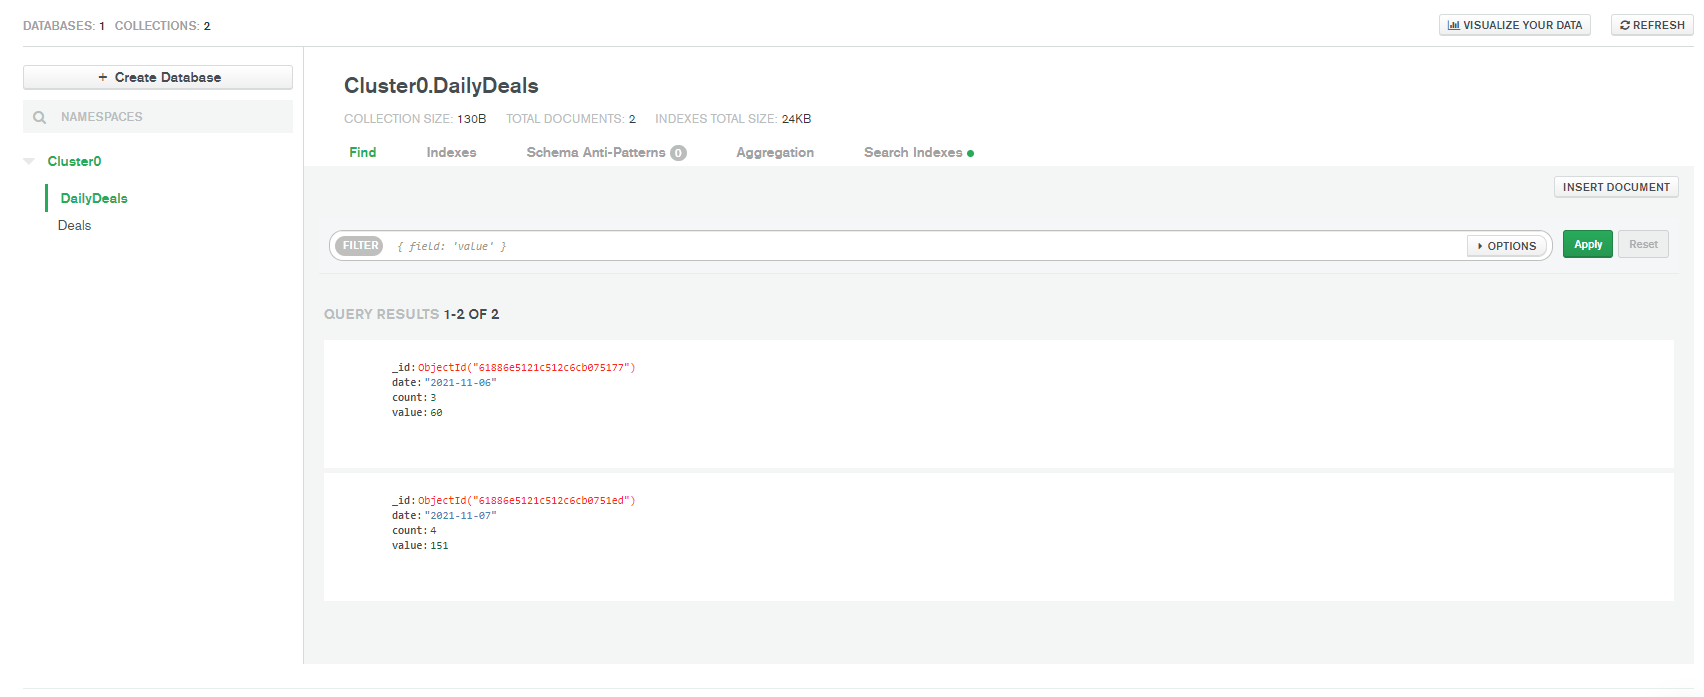 DATABASES: 1 COLLECTIONS: 2
VISUALIZE YOUR DATA
REFRESH
+ Create Database
NAMESPACES
Cluster0
DailyDeals
Deals
Cluster0.DailyDeals
COLLECTION SIZE: 130B TOTAL DOCUMENTS: 2 INDEXES TOTAL SIZE: 24KB
Find Indexes Schema Anti-Patterns 0 Aggregation Search Indexes
INSERT DOCUMENT
FILTER { field: 'value' } OPTIONS Apply Reset
QUERY RESULTS 1-2 OF 2
_id: ObjectId("61886e5121c512c6cb075177")
date: "2021-11-06"
count: 3
value: 60
_id: ObjectId("61886e5121c512c6cb0751ed")
date: "2021-11-07"
count: 4
value: 151